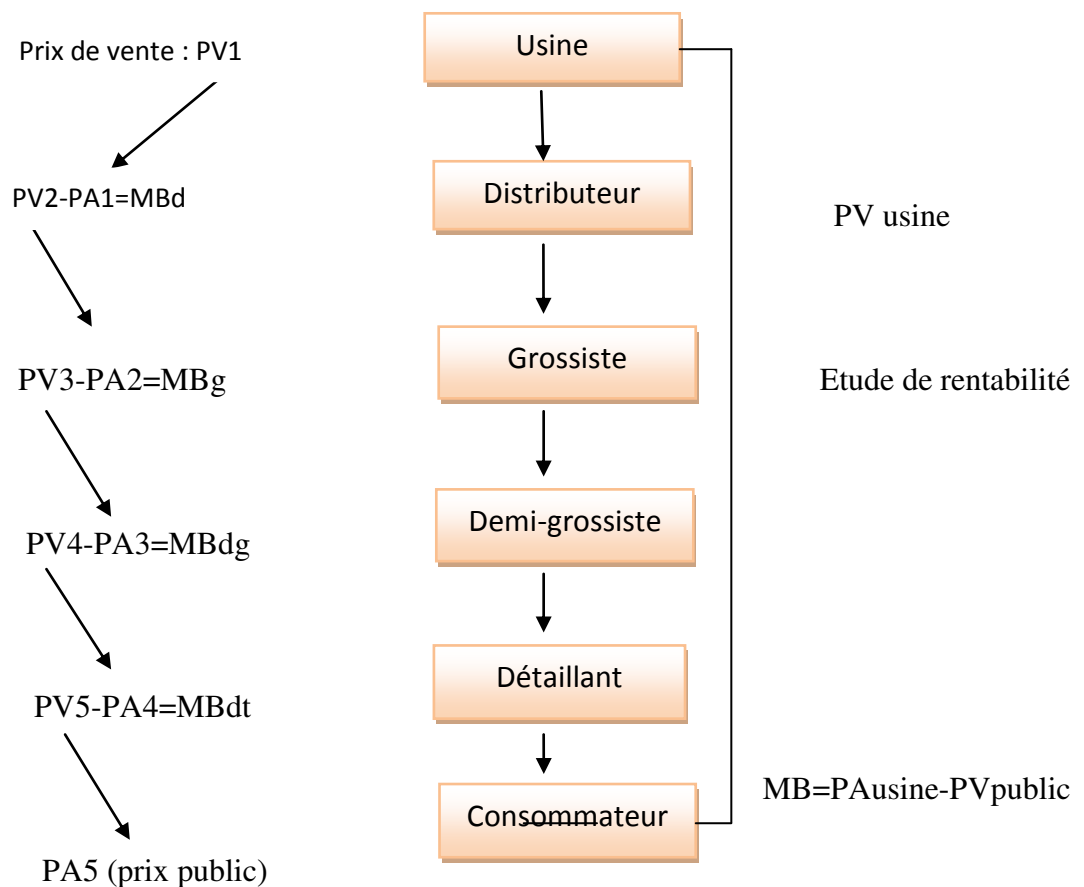 Prix de vente : PV1
Usine
PV2-PA1=MBd
Distributeur
PV usine
PV3-PA2=MBg
Grossiste
Etude de rentabilité
PV4-PA3=MBdg
Demi-grossiste
PV5-PA4=MBdt
Détaillant
MB=PAusine-PVpublic
Consommateur
PA5 (prix public)